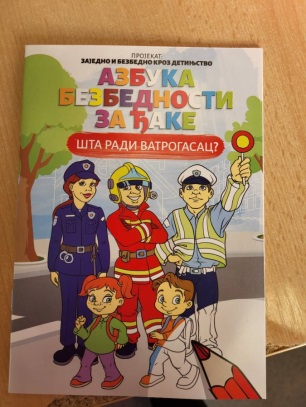 ПРОЈЕКАТ:
ЗАЈЕДНО И БЕЗБЕДНО КРОЗ ДЕТИЊСТВО
АЗБУКА
БЕЗБЕДНОСТИ
ЗА ЂАКЕ
ШТА РАДИ ВАТРОГАСАЦ?